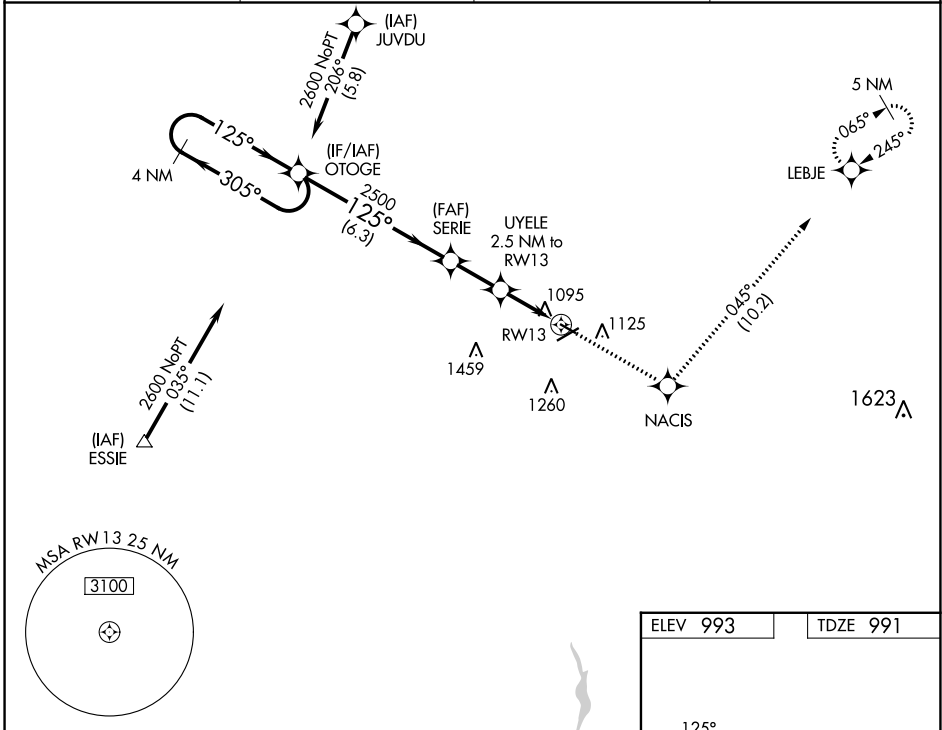 (IAF)
JUVDU
2600 NoPT
206°
(5.8)
5 NM
065°
245°
LEBJE
125°
4 NM
305°
(IF/IAF)
OTOGE
2500
125°
(6.3)
(FAF)
SERIE
UYELE
2.5 NM to
RW13
1095
RW13
1125
1459
1260
045°
(10.2)
NACIS
1623
2600 NoPT
035°
(11.1)
(IAF)
ESSIE
MSA RW13 25 NM
3100
ELEV 993
TDZE 991
125°